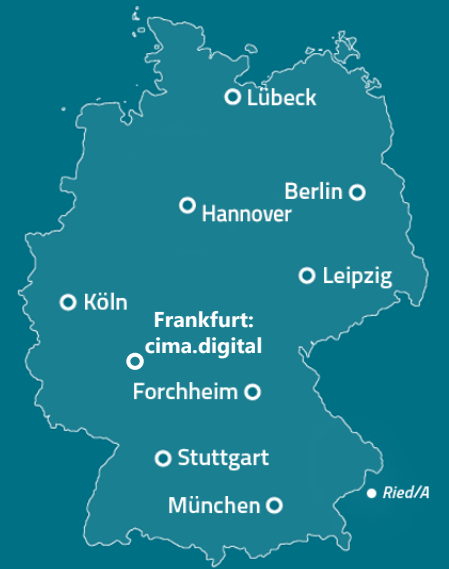 Lübeck
Berlin
Hannover
Leipzig
Köln
Frankfurt:
cima.digital
Forchheim
Stuttgart
Ried/A
München